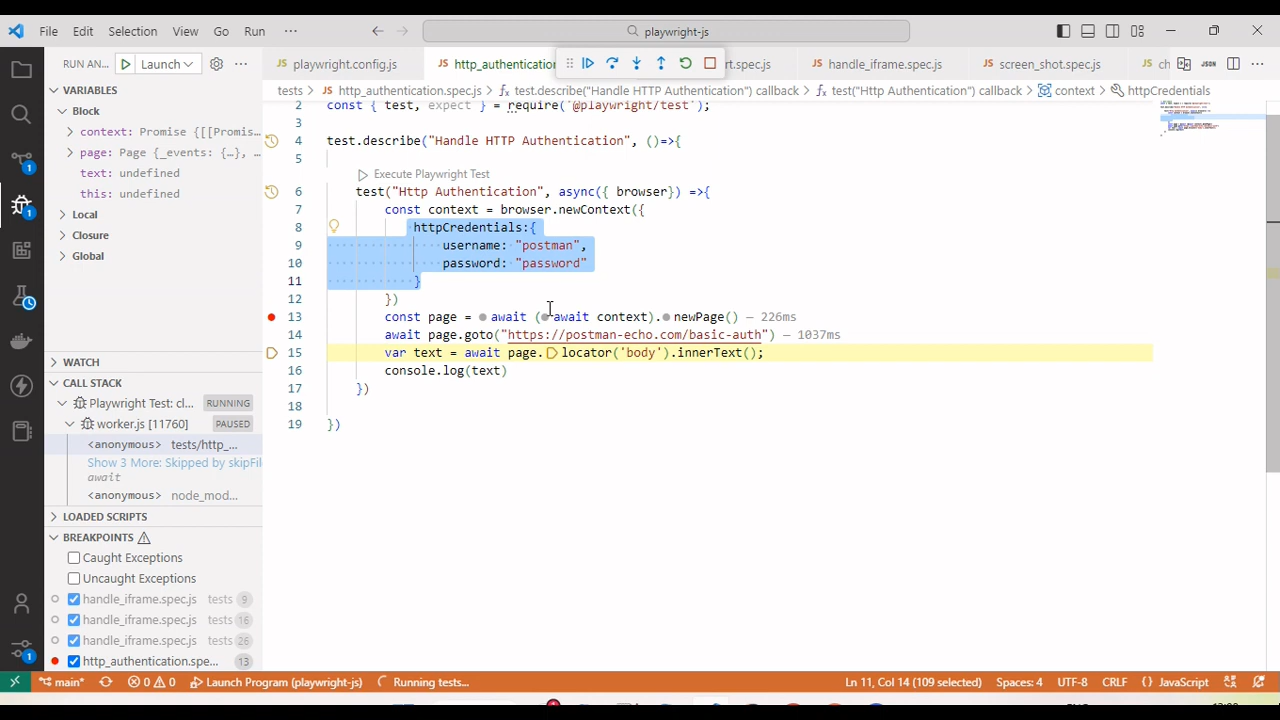 File Edit Selection View Go Run ··· playwright-js
RUN AN... Launch ···
JS playwright.config.js
JS http_authentication
rt.spec.js
JS handle_iframe.spec.js
JS screen_shot.spec.js
JS ch
JSON
tests > JS http_authentication.spec.js > test.describe("Handle HTTP Authentication") callback > test("Http Authentication") callback > context > httpCredentials
VARIABLES
Block
context: Promise {[[Promis...
page: Page {_events: {…}, …
text: undefined
this: undefined
Local
Closure
Global
WATCH
CALL STACK
Playwright Test: cl... RUNNING
worker.js [11760] PAUSED
<anonymous> tests/http_...
Show 3 More: Skipped by skipFil
await
<anonymous> node_mod...
LOADED SCRIPTS
BREAKPOINTS
Caught Exceptions
Uncaught Exceptions
handle_iframe.spec.js tests 9
handle_iframe.spec.js tests 16
handle_iframe.spec.js tests 26
http_authentication.spe... 13
2 const { test, expect } = require('@playwright/test');
3
4 test.describe("Handle HTTP Authentication", ()=>{
5
Execute Playwright Test
6 test("Http Authentication", async({ browser}) =>{
7 const context = browser.newContext({
8 httpCredentials:{
9 username: "postman",
10 password: "password"
11 }
12 })
13 const page = await (await context).newPage() — 226ms
14 await page.goto("https://postman-echo.com/basic-auth") — 1037ms
15 var text = await page.locator('body').innerText();
16 console.log(text)
17 })
18
19 })
main* 0 0 Launch Program (playwright-js) Running tests... Ln 11, Col 14 (109 selected) Spaces: 4 UTF-8 CRLF {} JavaScript